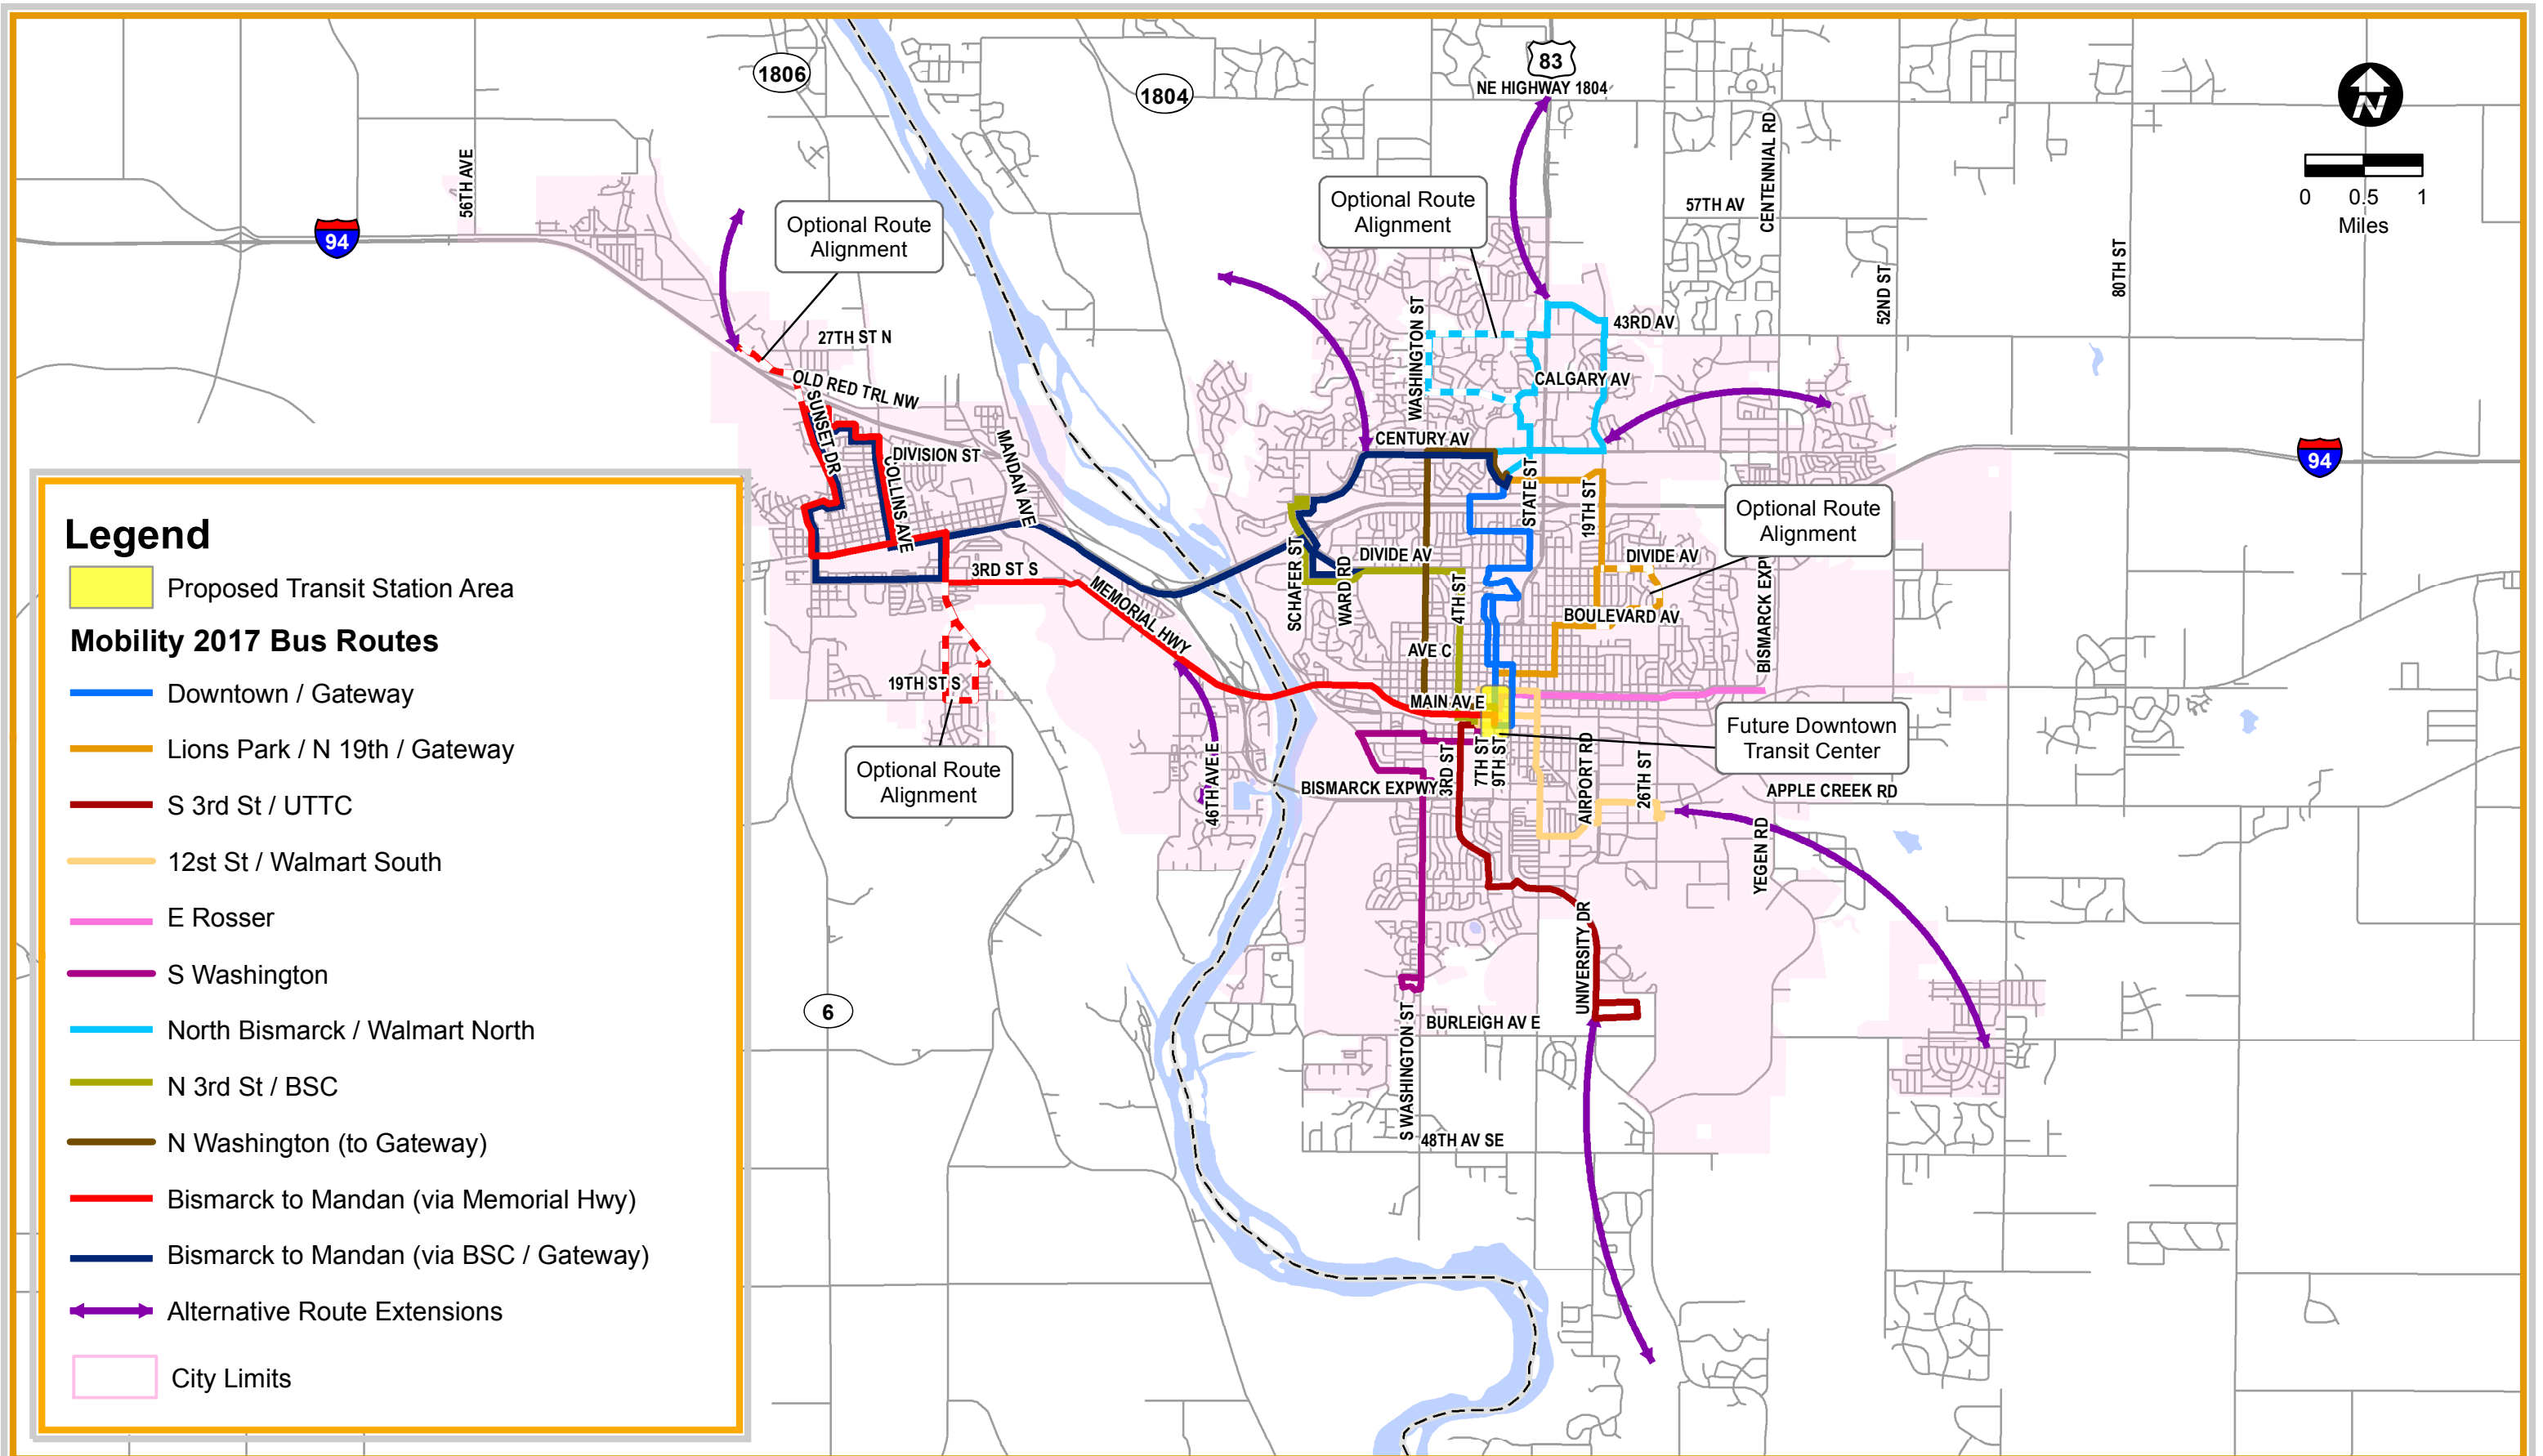 83
NE HIGHWAY 1804
1806
1804
N
0 0.5 1
Miles
56TH AVE
94
Optional Route
Alignment
Optional Route
Alignment
57TH AV
CENTENNIAL RD
52ND ST
80TH ST
27TH ST N
OLD RED TRL NW
SUNSET DR
COLLINS AVE
DIVISION ST
MANDAN AVE
WASHINGTON ST
43RD AV
CALGARY AV
CENTURY AV
STATE ST
19TH ST
94
Optional Route
Alignment
DIVIDE AV
DIVIDE AV
SCHAFER ST
WARD RD
4TH ST
BOULEVARD AV
BISMARCK EXPW
3RD ST S
MEMORIAL HWY
AVE C
19TH ST S
MAIN AV E
Future Downtown
Transit Center
Optional Route
Alignment
46TH AVE E
BISMARCK EXPWY
3RD ST
7TH ST
9TH ST
AIRPORT RD
26TH ST
APPLE CREEK RD
YEGEN RD
UNIVERSITY DR
6
S WASHINGTON ST
BURLEIGH AV E
48TH AV SE
Legend
Proposed Transit Station Area
Mobility 2017 Bus Routes
Downtown / Gateway
Lions Park / N 19th / Gateway
S 3rd St / UTTC
12st St / Walmart South
E Rosser
S Washington
North Bismarck / Walmart North
N 3rd St / BSC
N Washington (to Gateway)
Bismarck to Mandan (via Memorial Hwy)
Bismarck to Mandan (via BSC / Gateway)
Alternative Route Extensions
City Limits